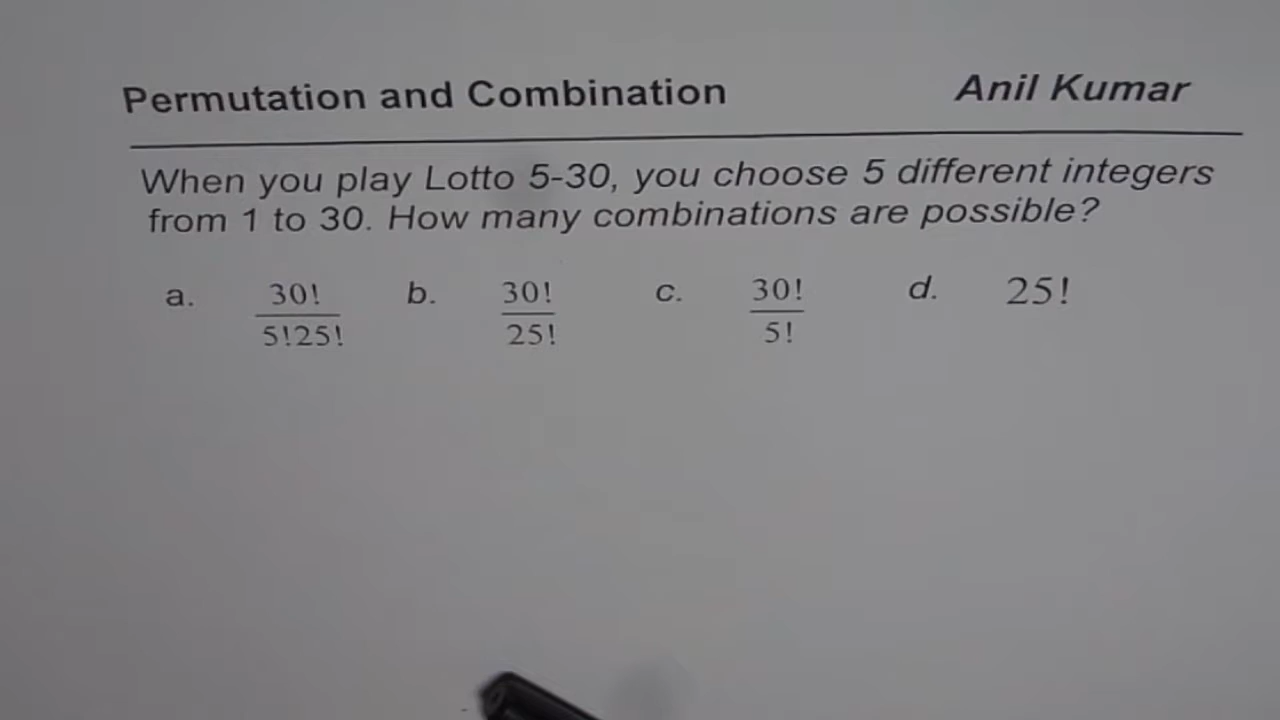 Permutation and Combination Anil Kumar
When you play Lotto 5-30, you choose 5 different integers
from 1 to 30. How many combinations are possible?
a. 30!/5!25! b. 30!/25! c. 30!/5! d. 25!